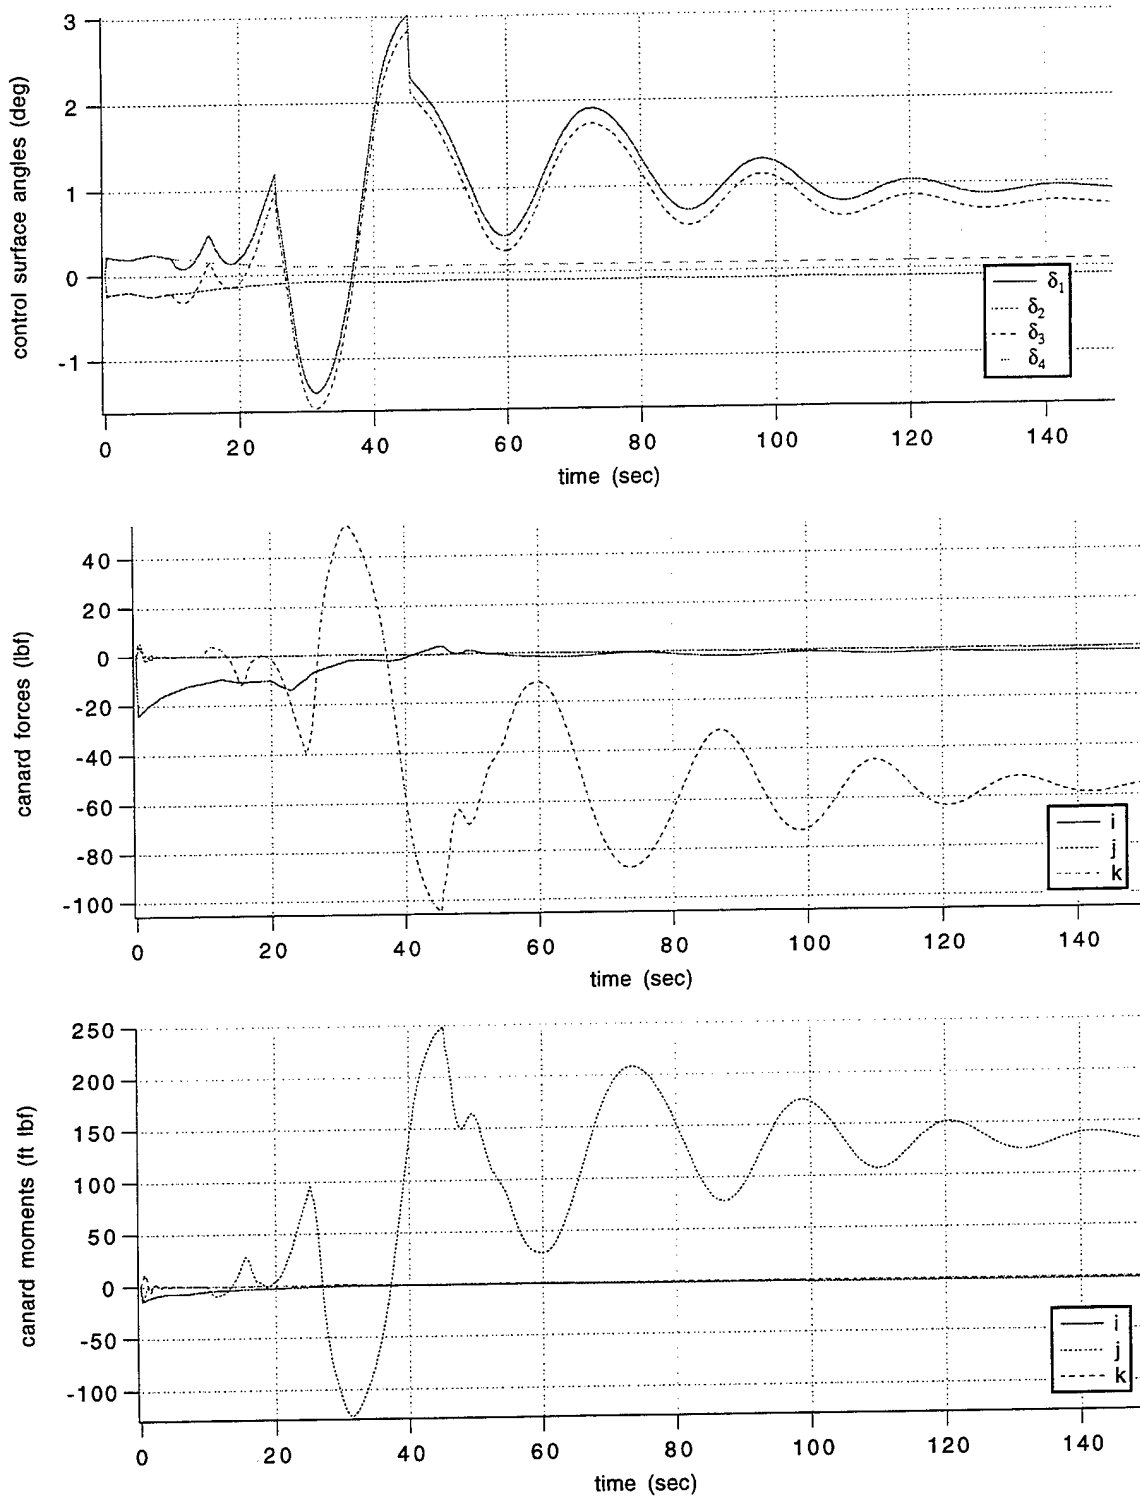 control surface angles (deg)
3
2
1
0
-1
δ1
δ2
δ3
δ4
0 20 40 60 80 100 120 140
time (sec)
canard forces (lbf)
40
20
0
-20
-40
-60
-80
-100
i
j
k
0 20 40 60 80 100 120 140
time (sec)
canard moments (ft lbf)
250
200
150
100
50
0
-50
-100
i
j
k
0 20 40 60 80 100 120 140
time (sec)